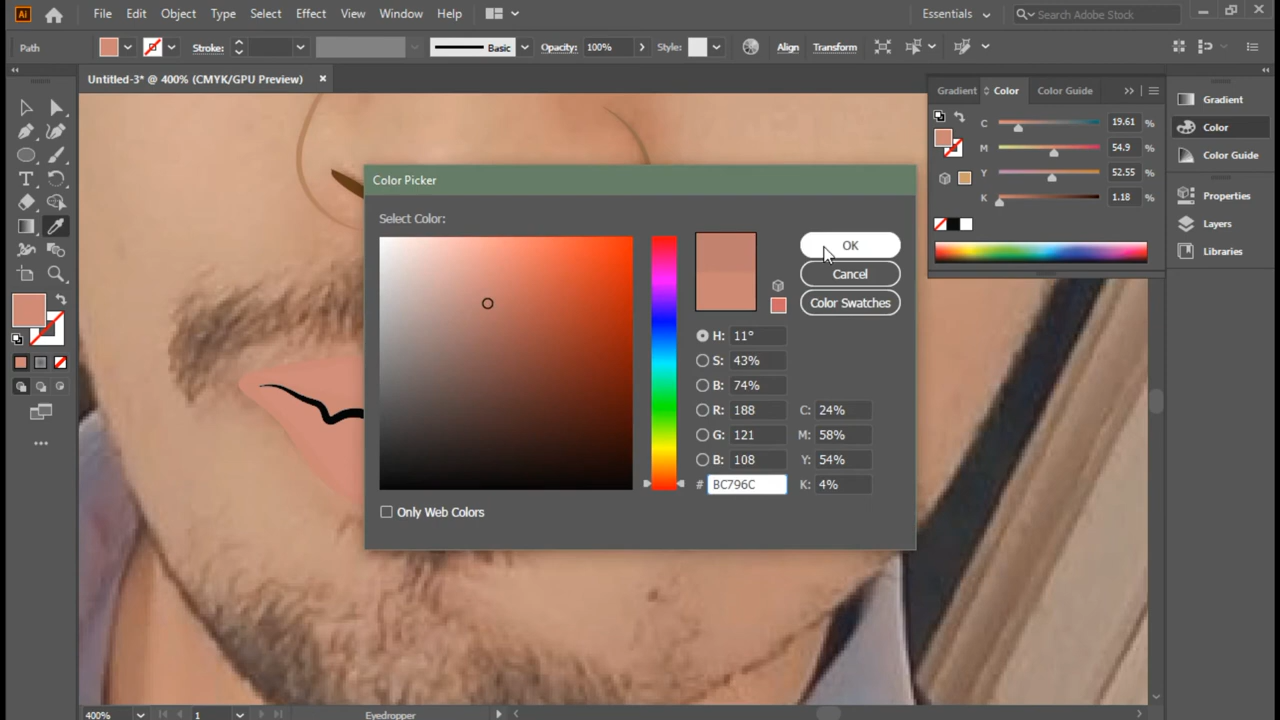 Ai File Edit Object Type Select Effect View Window Help Essentials Search Adobe Stock
Path Stroke: Basic Opacity: 100% Style: Align Transform
Untitled-3* @ 400% (CMYK/GPU Preview) ×
Gradient Color Color Guide
C 19.61 %
M 54.9 %
Y 52.55 %
K 1.18 %
Gradient
Color
Color Guide
Properties
Layers
Libraries
Color Picker
Select Color:
OK
Cancel
Color Swatches
H: 11°
S: 43%
B: 74%
R: 188 C: 24%
G: 121 M: 58%
B: 108 Y: 54%
# BC796C K: 4%
Only Web Colors
400% 1 Eyedropper